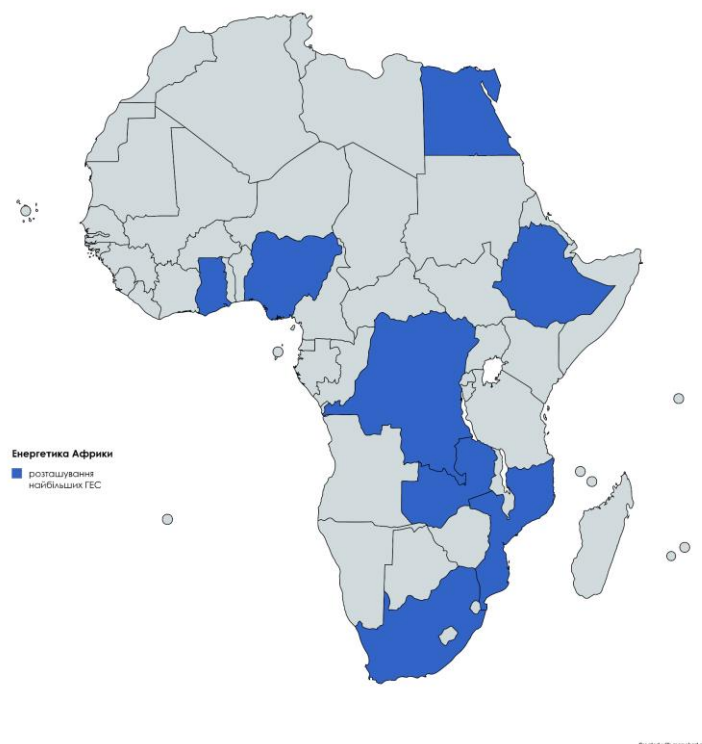 Енергетика Африки
розташування
найбільших ГЕС